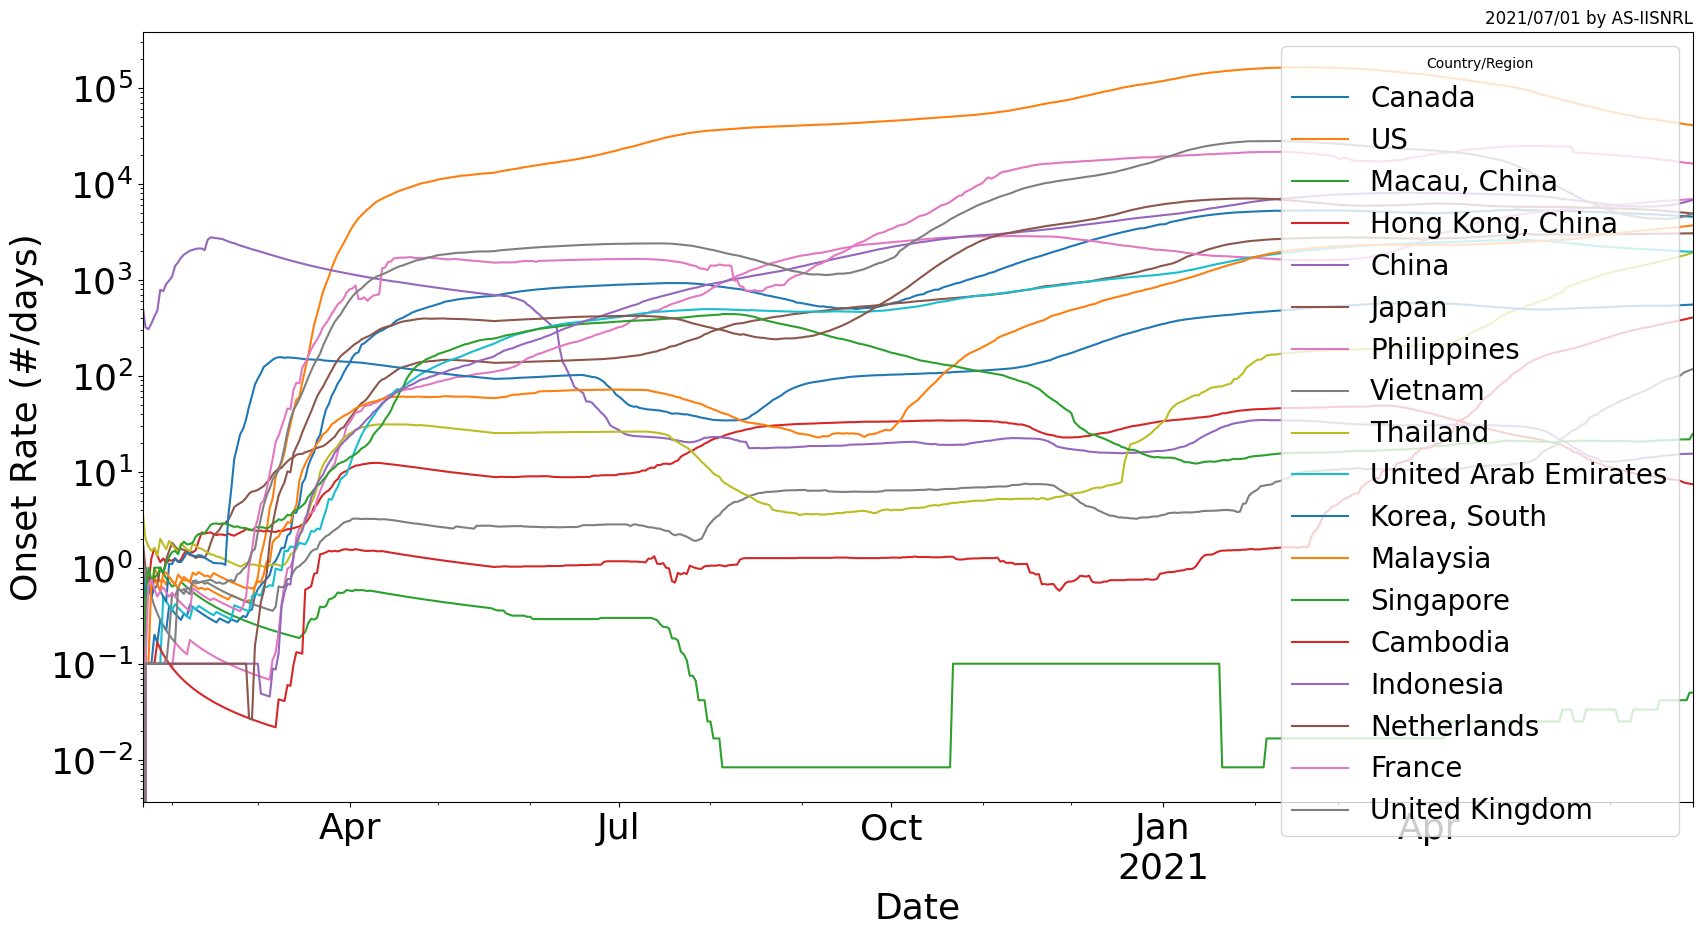 2021/07/01 by AS-IISNRL
Onset Rate (#/days)
10^5
10^4
10^3
10^2
10^1
10^0
10^−1
10^−2
Country/Region
Canada
US
Macau, China
Hong Kong, China
China
Japan
Philippines
Vietnam
Thailand
United Arab Emirates
Korea, South
Malaysia
Singapore
Cambodia
Indonesia
Netherlands
France
United Kingdom
Apr Jul Oct Jan Apr
2021
Date